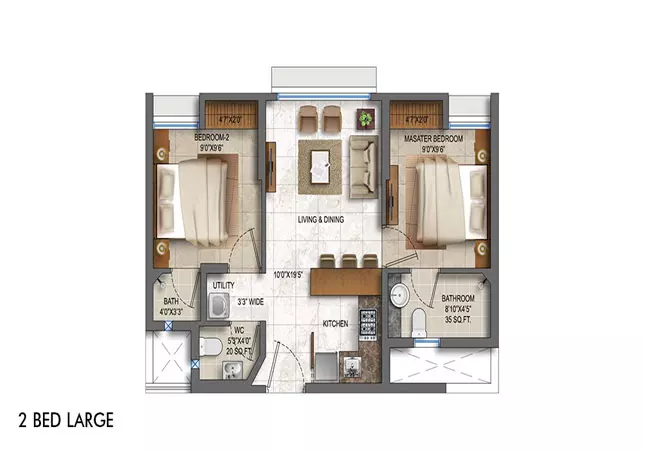 4'7"X2'0"
BEDROOM-2
9'0"X9'6"
4'7"X2'0"
MASATER BEDROOM
9'0"X9'6"
LIVING & DINING
10'0"X19'5"
UTILITY
3'3" WIDE
BATH
4'0"X3'3"
BATHROOM
8'10"X4'5"
35 SQ.FT.
KITCHEN
WC
5'3"X4'0"
20 SQ.FT.
2 BED LARGE